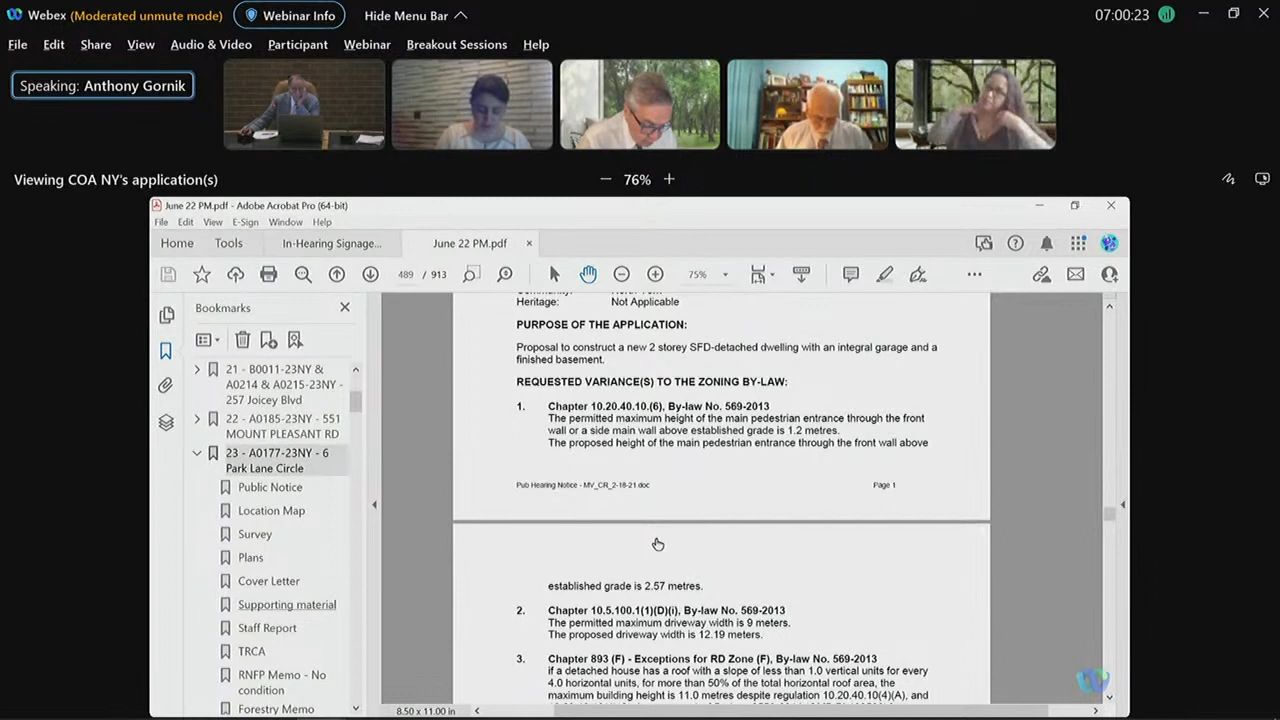 Webex (Moderated unmute mode) Webinar Info Hide Menu Bar 07:00:23
File Edit Share View Audio & Video Participant Webinar Breakout Sessions Help
Speaking: Anthony Gornik
Viewing COA NY's application(s) — 76% +
June 22 PM.pdf - Adobe Acrobat Pro (64-bit)
File Edit View E-Sign Window Help
Home Tools In-Hearing Signage... June 22 PM.pdf ×
489 / 913 75%
Bookmarks
21 - B0011-23NY &
A0214 & A0215-23NY -
257 Joicey Blvd
22 - A0185-23NY - 551
MOUNT PLEASANT RD
23 - A0177-23NY - 6
Park Lane Circle
Public Notice
Location Map
Survey
Plans
Cover Letter
Supporting material
Staff Report
TRCA
RNFP Memo - No
condition
Forestry Memo
Heritage: Not Applicable
PURPOSE OF THE APPLICATION:
Proposal to construct a new 2 storey SFD-detached dwelling with an integral garage and a
finished basement.
REQUESTED VARIANCE(S) TO THE ZONING BY-LAW:
1. Chapter 10.20.40.10.(6), By-law No. 569-2013
The permitted maximum height of the main pedestrian entrance through the front
wall or a side main wall above established grade is 1.2 metres.
The proposed height of the main pedestrian entrance through the front wall above
Pub Hearing Notice - MV_CR_2-18-21.doc Page 1
established grade is 2.57 metres.
2. Chapter 10.5.100.1(1)(D)(i), By-law No. 569-2013
The permitted maximum driveway width is 9 meters.
The proposed driveway width is 12.19 meters.
3. Chapter 893 (F) - Exceptions for RD Zone (F), By-law No. 569-2013
if a detached house has a roof with a slope of less than 1.0 vertical units for every
4.0 horizontal units, for more than 50% of the total horizontal roof area, the
maximum building height is 11.0 metres despite regulation 10.20.40.10(4)(A), and
8.50 x 11.00 in